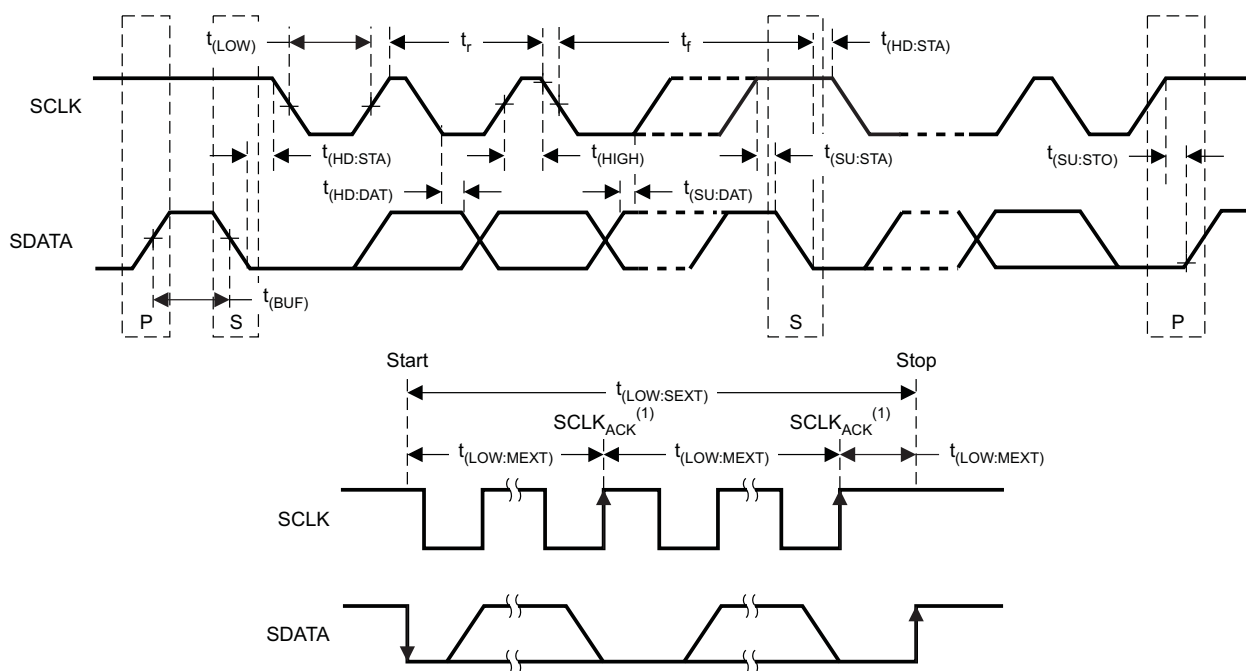 t(LOW)
tr
tf
t(HD:STA)
SCLK
t(HD:STA)
t(HIGH)
t(SU:STA)
t(SU:STO)
t(HD:DAT)
t(SU:DAT)
SDATA
t(BUF)
P
S
S
P
Start
Stop
t(LOW:SEXT)
SCLKACK(1)
SCLKACK(1)
t(LOW:MEXT)
t(LOW:MEXT)
t(LOW:MEXT)
SCLK
SDATA